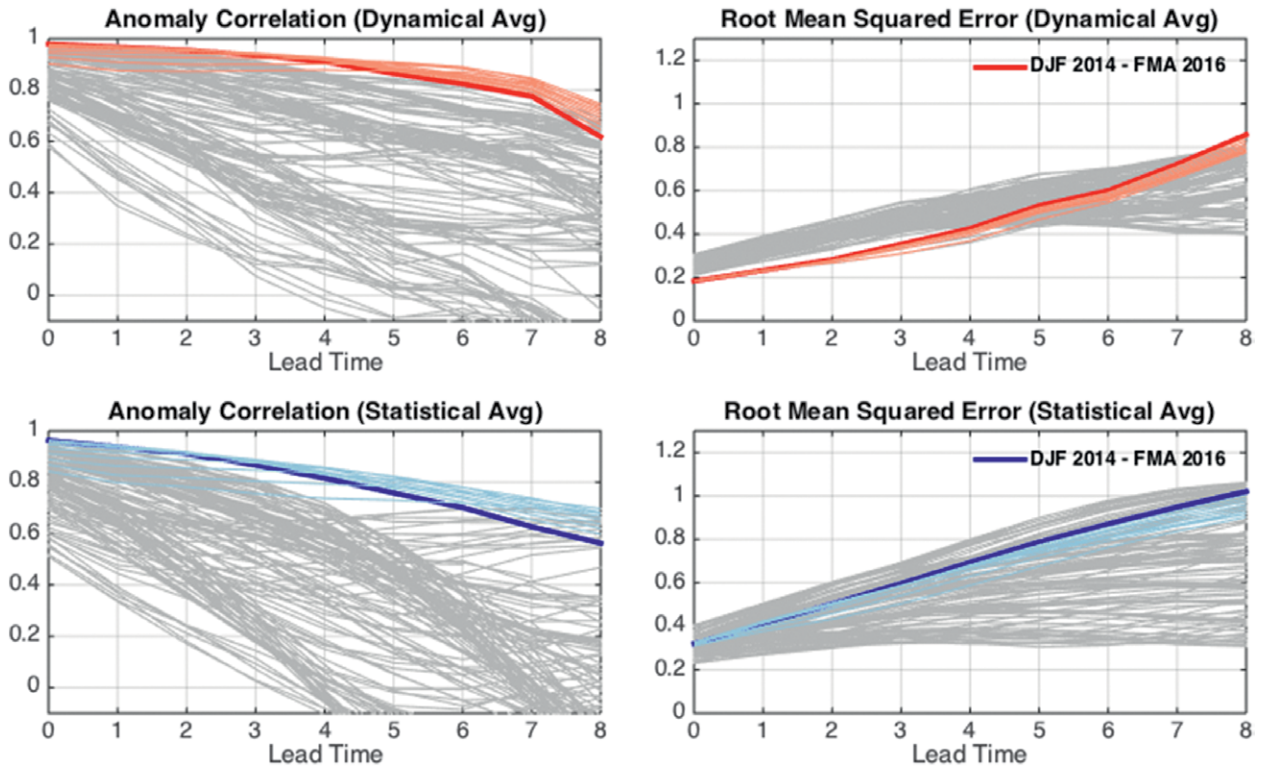 Anomaly Correlation (Dynamical Avg)
1
0.8
0.6
0.4
0.2
0
0 1 2 3 4 5 6 7 8
Lead Time
Root Mean Squared Error (Dynamical Avg)
DJF 2014 - FMA 2016
1.2
1
0.8
0.6
0.4
0.2
0
0 1 2 3 4 5 6 7 8
Lead Time
Anomaly Correlation (Statistical Avg)
1
0.8
0.6
0.4
0.2
0
0 1 2 3 4 5 6 7 8
Lead Time
Root Mean Squared Error (Statistical Avg)
DJF 2014 - FMA 2016
1.2
1
0.8
0.6
0.4
0.2
0
0 1 2 3 4 5 6 7 8
Lead Time